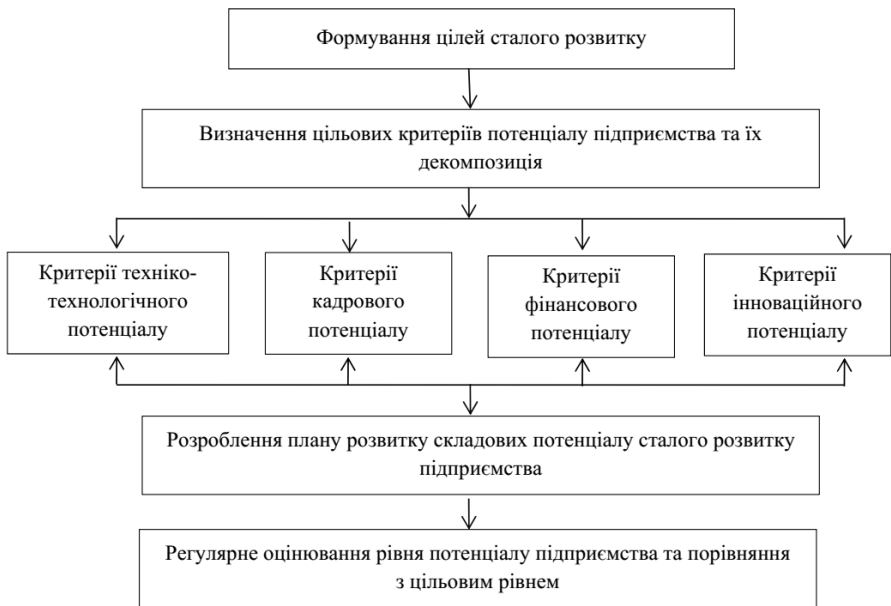 Формування цілей сталого розвитку
Визначення цільових критеріїв потенціалу підприємства та їх
декомпозиція
Критерії техніко-
технологічного
потенціалу
Критерії
кадрового
потенціалу
Критерії
фінансового
потенціалу
Критерії
інноваційного
потенціалу
Розроблення плану розвитку складових потенціалу сталого розвитку
підприємства
Регулярне оцінювання рівня потенціалу підприємства та порівняння
з цільовим рівнем